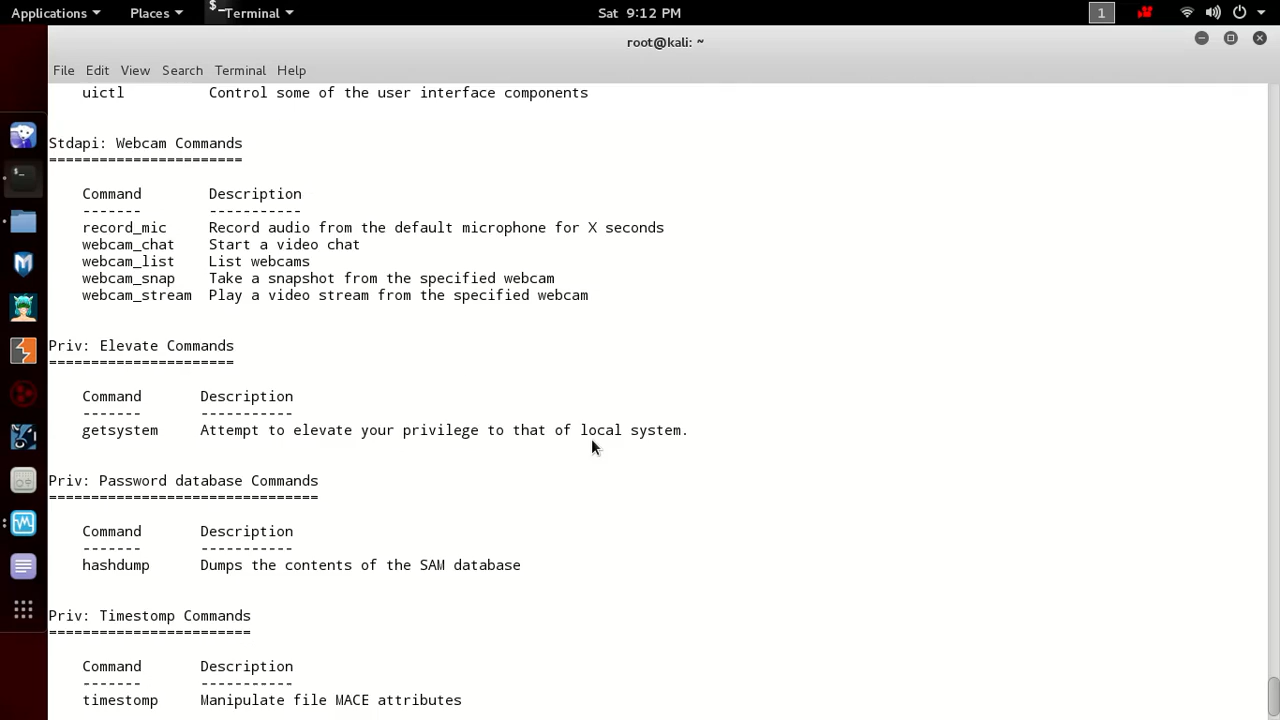 Applications Places Terminal Sat 9:12 PM 1
root@kali: ~
File Edit View Search Terminal Help
uictl Control some of the user interface components
Stdapi: Webcam Commands
=======================
Command Description
------- -----------
record_mic Record audio from the default microphone for X seconds
webcam_chat Start a video chat
webcam_list List webcams
webcam_snap Take a snapshot from the specified webcam
webcam_stream Play a video stream from the specified webcam
Priv: Elevate Commands
======================
Command Description
------- -----------
getsystem Attempt to elevate your privilege to that of local system.
Priv: Password database Commands
================================
Command Description
------- -----------
hashdump Dumps the contents of the SAM database
Priv: Timestomp Commands
========================
Command Description
------- -----------
timestomp Manipulate file MACE attributes